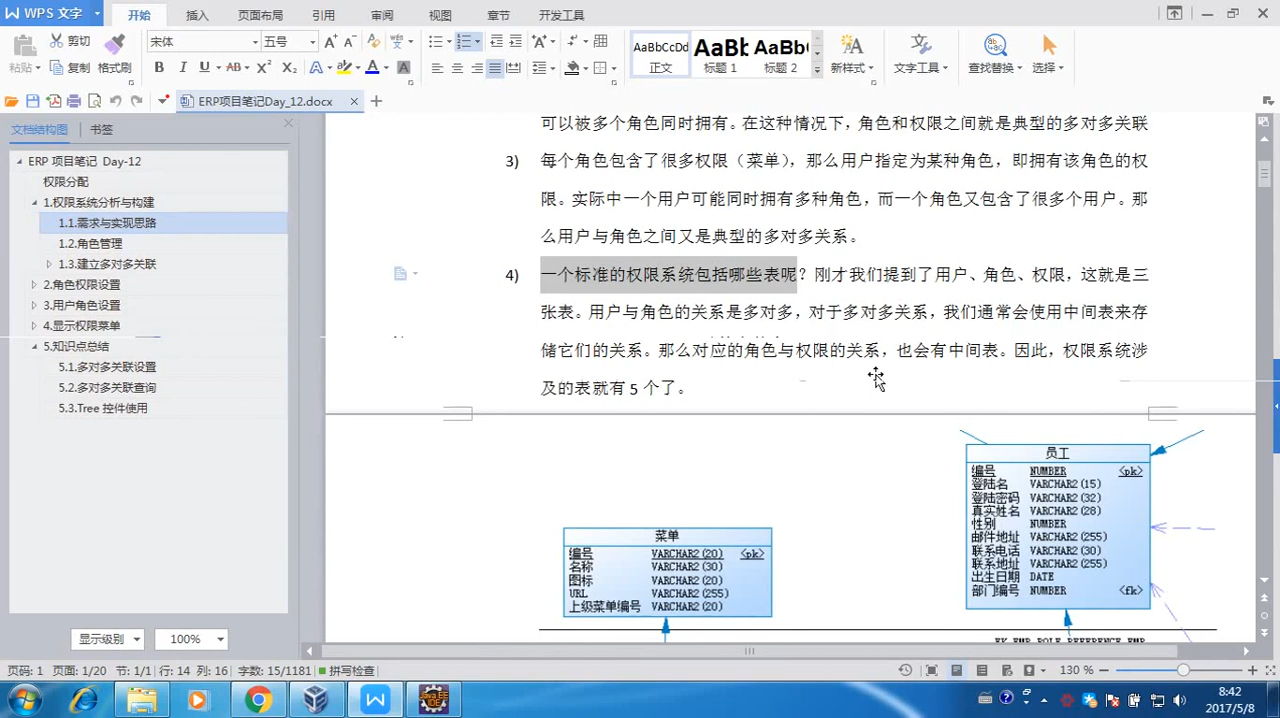 WPS 文字
开始
插入
页面布局
引用
审阅
视图
章节
开发工具
粘贴
剪切
复制
格式刷
宋体
五号
AaBbCcDd
正文
AaBb
标题 1
AaBb(
标题 2
新样式
文字工具
查找替换
选择
ERP项目笔记Day_12.docx
文档结构图
书签
ERP 项目笔记 Day-12
权限分配
1.权限系统分析与构建
1.1.需求与实现思路
1.2.角色管理
1.3.建立多对多关联
2.角色权限设置
3.用户角色设置
4.显示权限菜单
5.知识点总结
5.1.多对多关联设置
5.2.多对多关联查询
5.3.Tree 控件使用
显示级别
100%
可以被多个角色同时拥有。在这种情况下，角色和权限之间就是典型的多对多关联
3) 每个角色包含了很多权限（菜单），那么用户指定为某种角色，即拥有该角色的权
限。实际中一个用户可能同时拥有多种角色，而一个角色又包含了很多个用户。那
么用户与角色之间又是典型的多对多关系。
4) 一个标准的权限系统包括哪些表呢？刚才我们提到了用户、角色、权限，这就是三
张表。用户与角色的关系是多对多，对于多对多关系，我们通常会使用中间表来存
储它们的关系。那么对应的角色与权限的关系，也会有中间表。因此，权限系统涉
及的表就有 5 个了。
员工
编号 NUMBER <pk>
登陆名 VARCHAR2(15)
登陆密码 VARCHAR2(32)
真实姓名 VARCHAR2(28)
性别 NUMBER
邮件地址 VARCHAR2(255)
联系电话 VARCHAR2(30)
联系地址 VARCHAR2(255)
出生日期 DATE
部门编号 NUMBER <fk>
菜单
编号 VARCHAR2(20) <pk>
名称 VARCHAR2(30)
图标 VARCHAR2(20)
URL VARCHAR2(255)
上级菜单编号 VARCHAR2(20)
页码: 1 页面: 1/20 节: 1/1 行: 14 列: 16 字数: 15/1181 拼写检查
130 %
8:42
2017/5/8